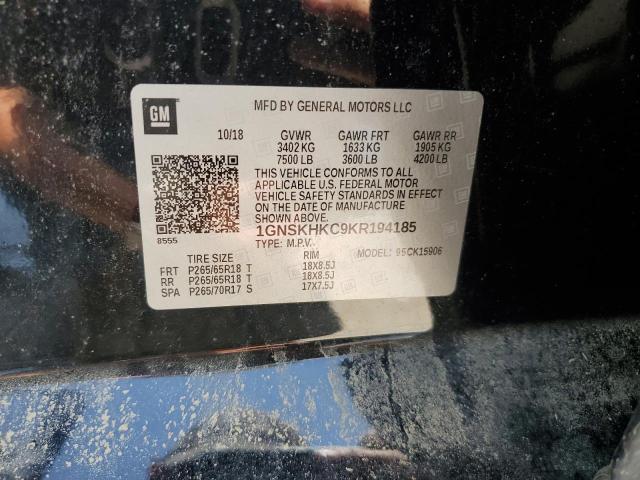 GM
MFD BY GENERAL MOTORS LLC
10/18 GVWR GAWR FRT GAWR RR
3402 KG 1633 KG 1905 KG
7500 LB 3600 LB 4200 LB
THIS VEHICLE CONFORMS TO ALL
APPLICABLE U.S. FEDERAL MOTOR
VEHICLE SAFETY STANDARDS IN EFFECT
ON THE DATE OF MANUFACTURE
SHOWN ABOVE.
8555
1GNSKHKC9KR194185
TYPE: M.P.V. MODEL: 95CK15906
TIRE SIZE RIM
FRT P265/65R18 T 18X8.5J
RR P265/65R18 T 18X8.5J
SPA P265/70R17 S 17X7.5J